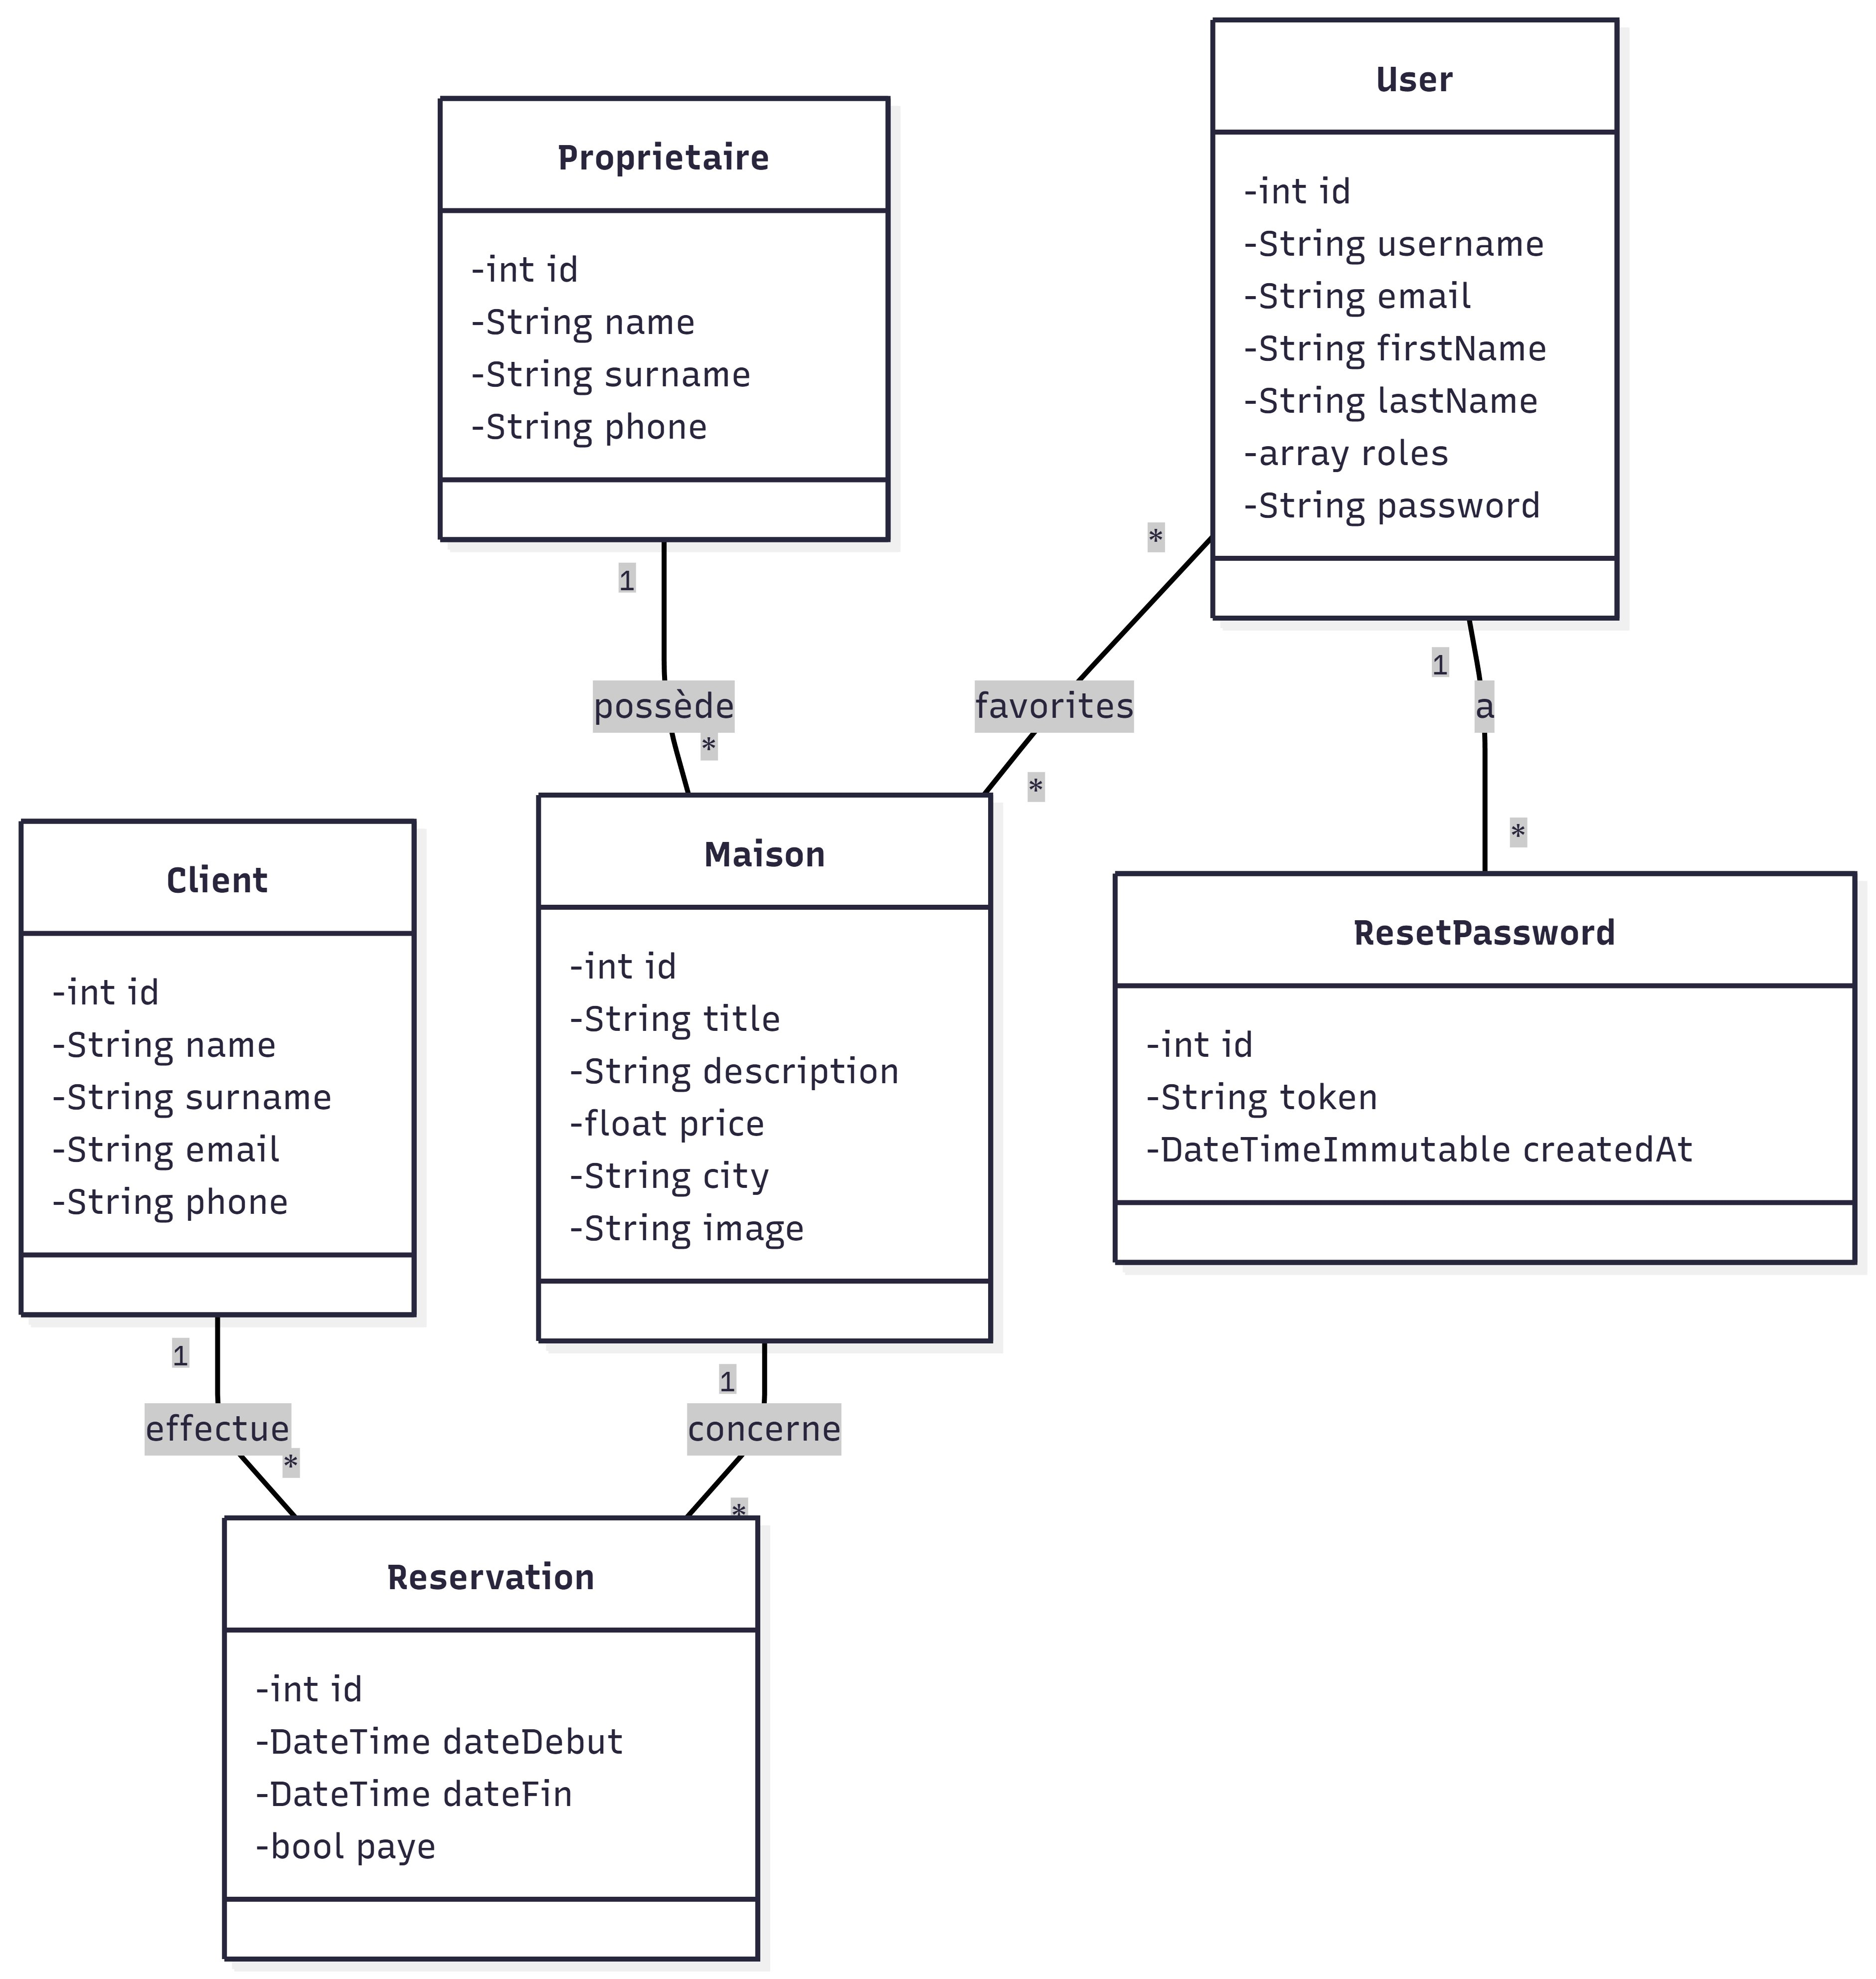 User
-int id
-String username
-String email
-String firstName
-String lastName
-array roles
-String password
Proprietaire
-int id
-String name
-String surname
-String phone
*
1
1
possède
favorites
a
*
*
*
Client
-int id
-String name
-String surname
-String email
-String phone
Maison
-int id
-String title
-String description
-float price
-String city
-String image
ResetPassword
-int id
-String token
-DateTimeImmutable createdAt
1
1
effectue
concerne
*
*
Reservation
-int id
-DateTime dateDebut
-DateTime dateFin
-bool paye